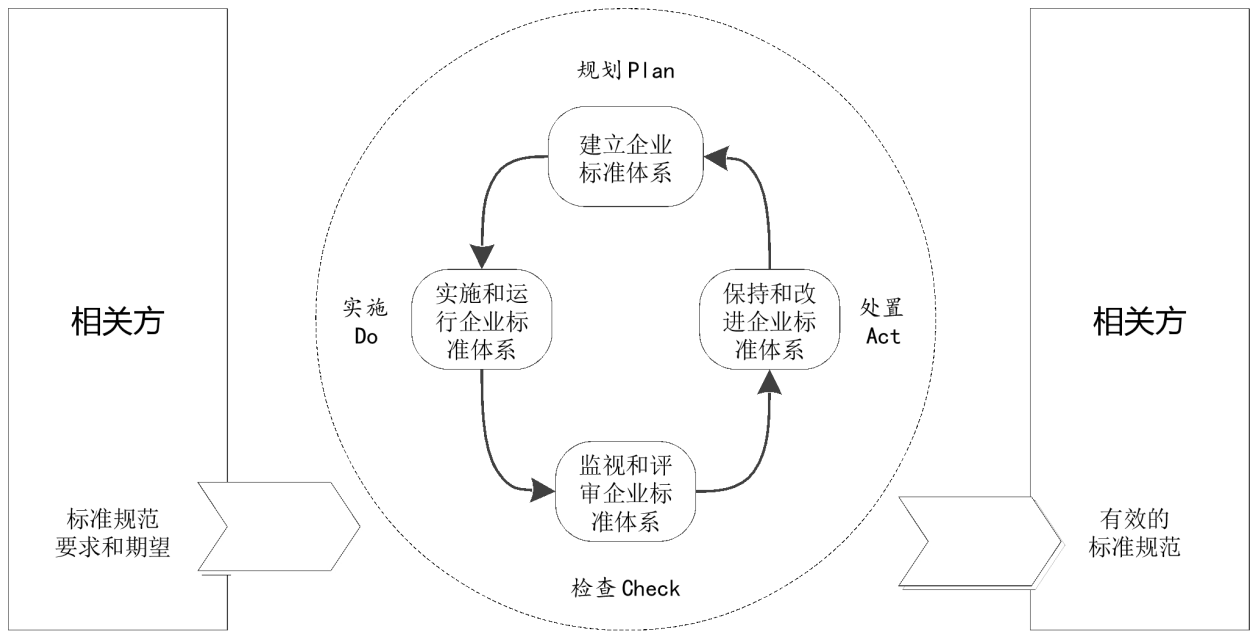 相关方
标准规范
要求和期望
规划 Plan
建立企业
标准体系
实施
Do
实施和运
行企业标
准体系
保持和改
进企业标
准体系
处置
Act
监视和评
审企业标
准体系
检查 Check
相关方
有效的
标准规范